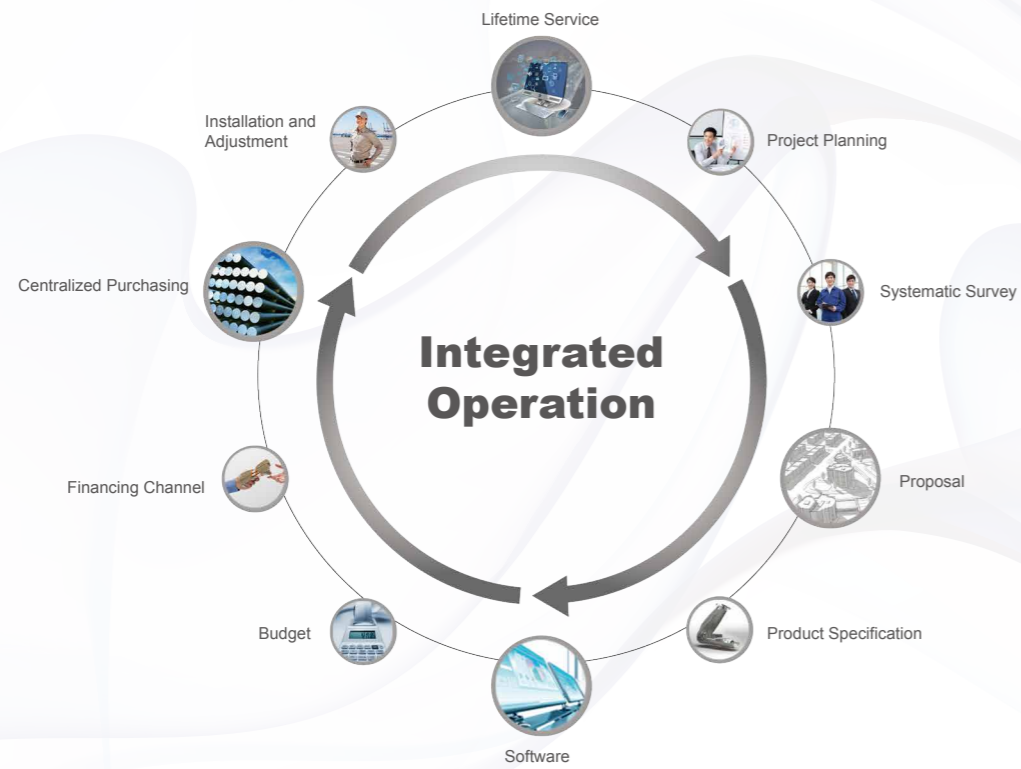 Lifetime Service
Installation and
Adjustment
Project Planning
Centralized Purchasing
Systematic Survey
Integrated
Operation
Financing Channel
Proposal
Budget
Product Specification
Software